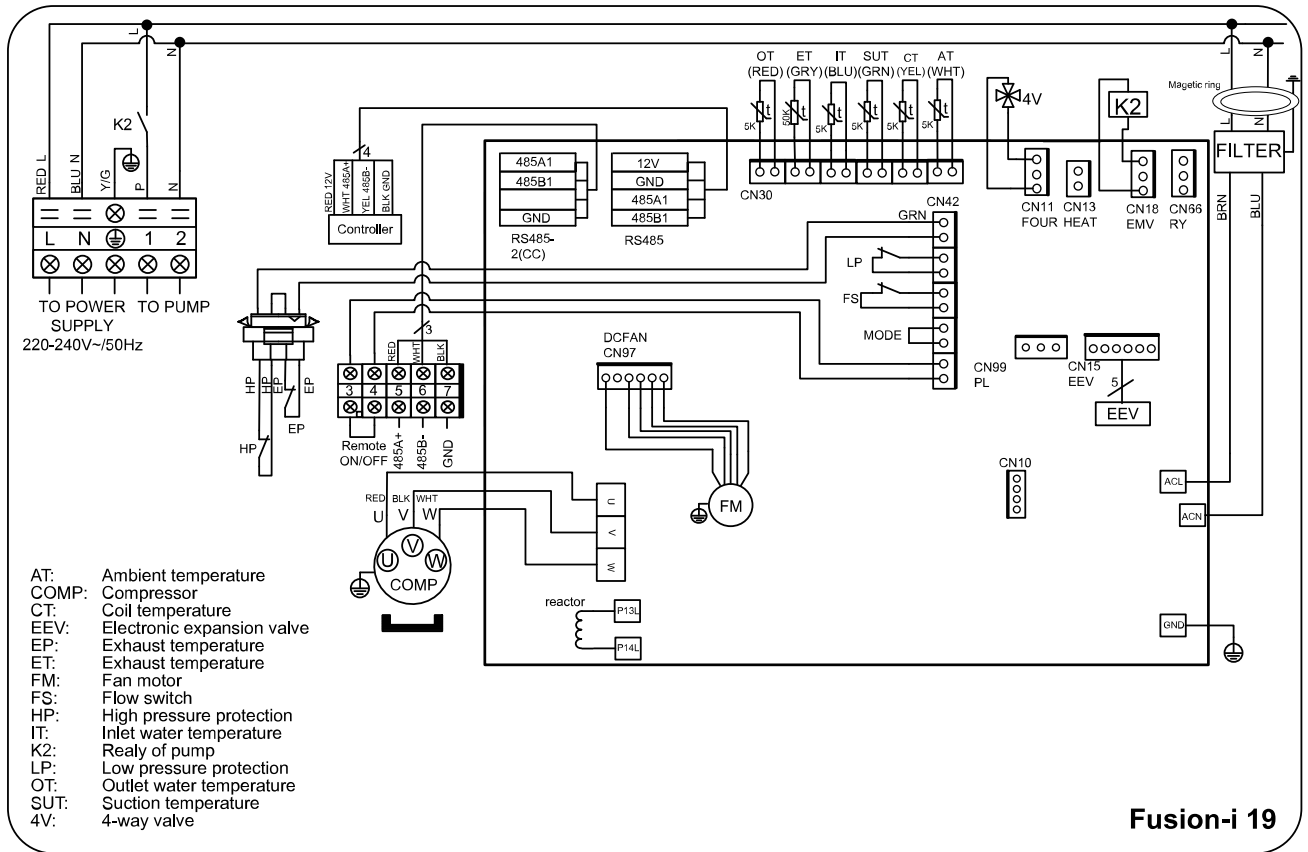 L
N
K2
RED L
BLU N
Y/G
P
N
L N 1 2
TO POWER SUPPLY
220-240V~/50Hz
TO PUMP
4
RED 12V
WHT 485A+
YEL 485B-
BLK GND
Controller
485A1
485B1
GND
RS485-
2(CC)
12V
GND
485A1
485B1
RS485
OT ET IT SUT CT AT
(RED) (GRY) (BLU) (GRN) (YEL) (WHT)
t t t t t t
5K 50K 5K 5K 5K 5K
CN30
4V
K2
CN11
FOUR
CN13
HEAT
CN18
EMV
CN66
RY
L
N
Magetic ring
L
N
FILTER
BRN
BLU
CN42
GRN
LP
FS
MODE
HP
HP
EP
EP
HP
EP
3
RED
WHT
BLK
3 4 5 6 7
Remote
ON/OFF
485A+
485B-
GND
DCFAN
CN97
FM
CN99
PL
CN15
EEV
5
EEV
CN10
ACL
ACN
GND
RED BLK WHT
U V W
U V W
COMP
U
V
W
reactor
P13L
P14L
AT: Ambient temperature
COMP: Compressor
CT: Coil temperature
EEV: Electronic expansion valve
EP: Exhaust temperature
ET: Exhaust temperature
FM: Fan motor
FS: Flow switch
HP: High pressure protection
IT: Inlet water temperature
K2: Realy of pump
LP: Low pressure protection
OT: Outlet water temperature
SUT: Suction temperature
4V: 4-way valve
Fusion-i 19